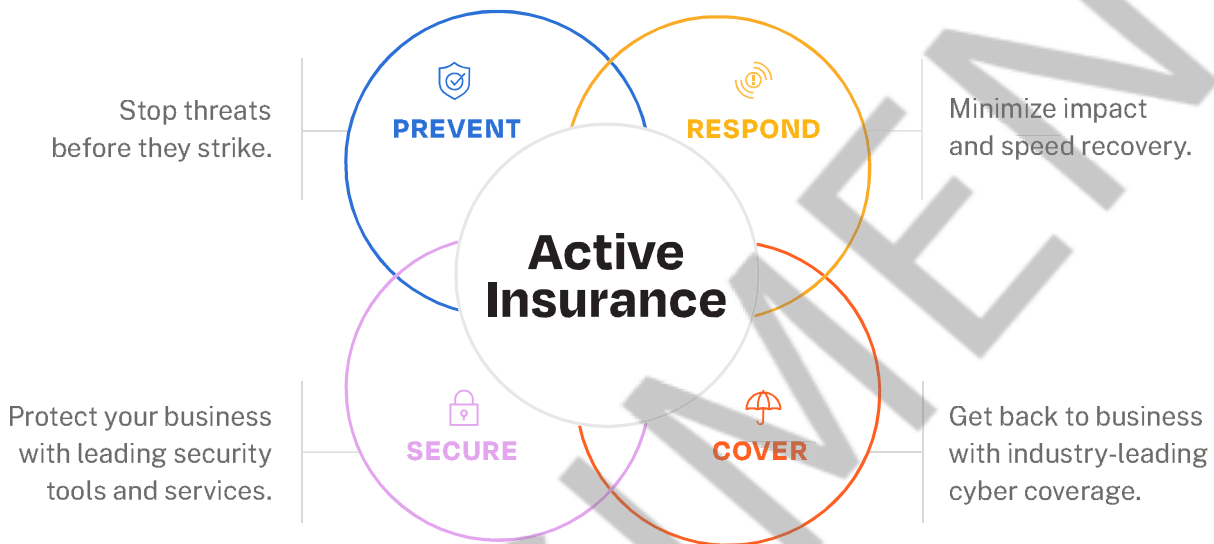 PREVENT
Stop threats
before they strike.
RESPOND
Minimize impact
and speed recovery.
Active
Insurance
SECURE
Protect your business
with leading security
tools and services.
COVER
Get back to business
with industry-leading
cyber coverage.